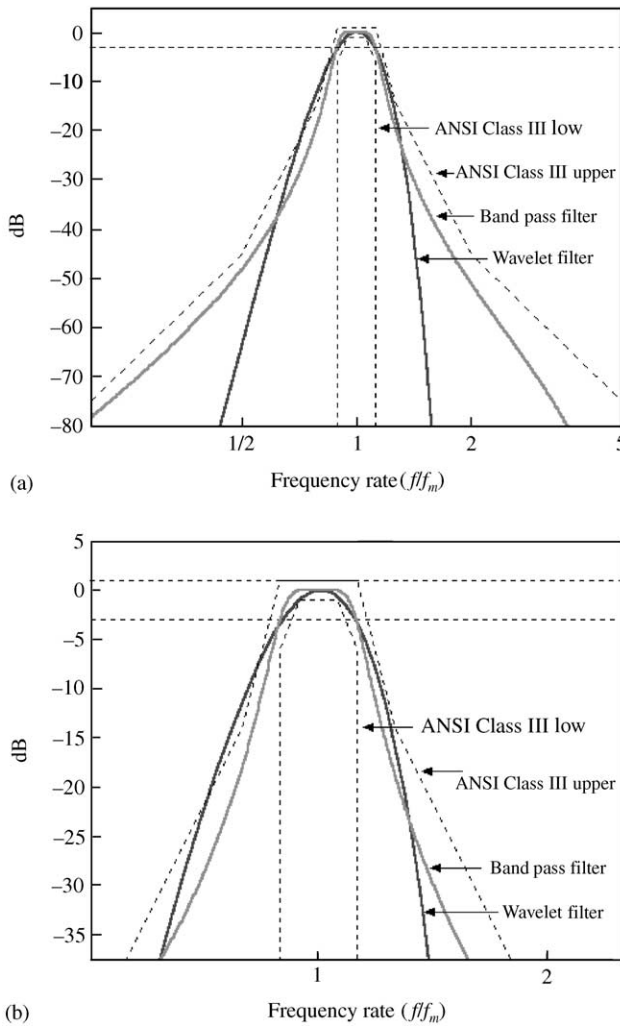 0
–10
–20
–30
–40
–50
–60
–70
–80
dB
ANSI Class III low
ANSI Class III upper
Band pass filter
Wavelet filter
1/2
1
2
5
Frequency rate (f/fm)
(a)
5
0
–5
–10
–15
–20
–25
–30
–35
dB
ANSI Class III low
ANSI Class III upper
Band pass filter
Wavelet filter
1
2
Frequency rate (f/fm)
(b)